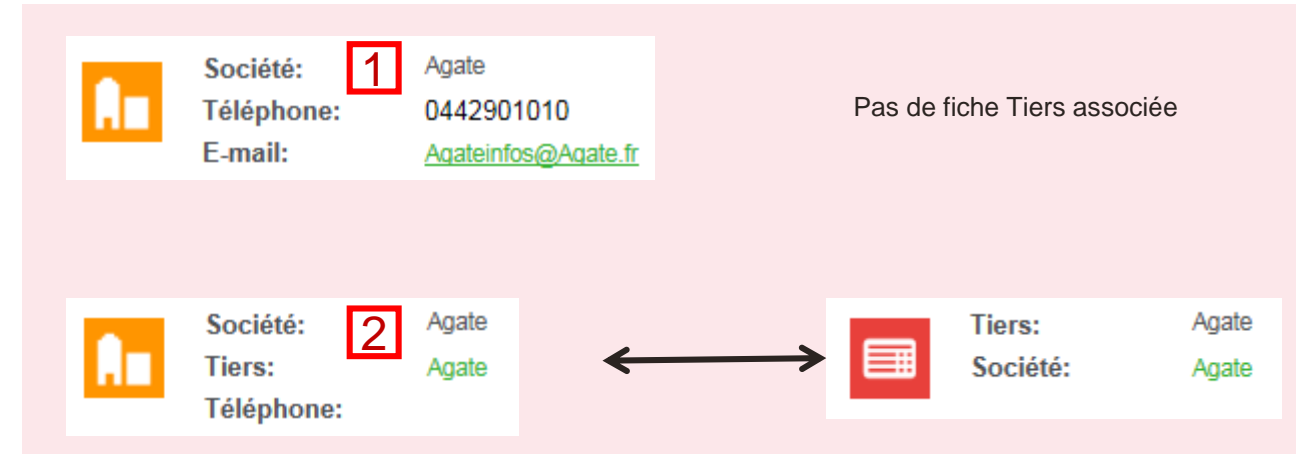 Société: 1 Agate
Téléphone: 0442901010
E-mail: Agateinfos@Agate.fr
Pas de fiche Tiers associée
Société: 2 Agate
Tiers: Agate
Téléphone:
Tiers: Agate
Société: Agate